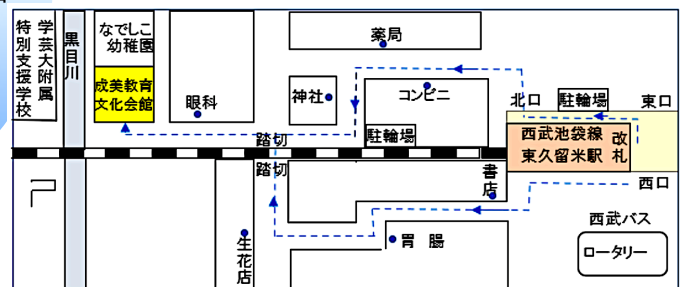 学芸大附属
特別支援学校
黒目川
なでしこ
幼稚園
成美教育
文化会館
眼科
薬局
神社
コンビニ
駐輪場
踏切
踏切
北口
駐輪場
東口
西武池袋線
東久留米駅
改札
西口
書店
胃腸
生花店
西武バス
ロータリー